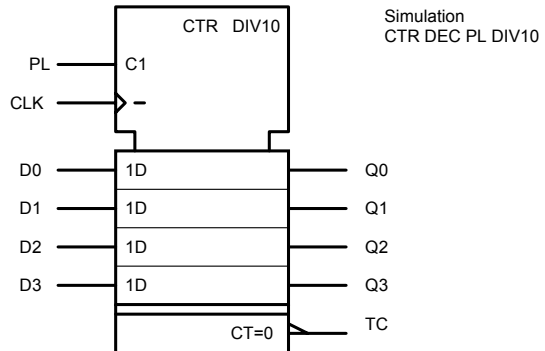 CTR DIV10
Simulation
CTR DEC PL DIV10
PL
C1
CLK
-
D0
1D
Q0
D1
1D
Q1
D2
1D
Q2
D3
1D
Q3
CT=0
TC